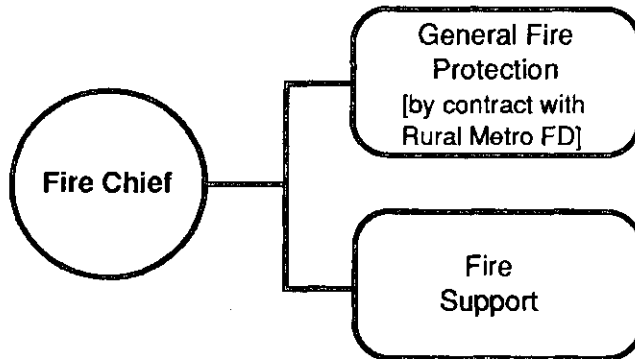 General Fire
Protection
[by contract with
Rural Metro FD]
Fire Chief
Fire
Support